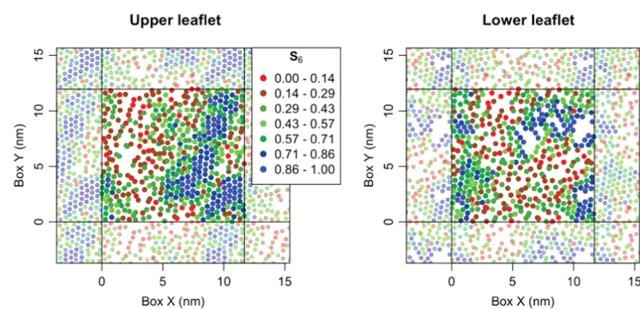 Upper leaflet
Lower leaflet
S6
0.00 - 0.14
0.14 - 0.29
0.29 - 0.43
0.43 - 0.57
0.57 - 0.71
0.71 - 0.86
0.86 - 1.00
Box Y (nm)
15
10
5
0
0 5 10 15
Box X (nm)
Box Y (nm)
15
10
5
0
0 5 10 15
Box X (nm)